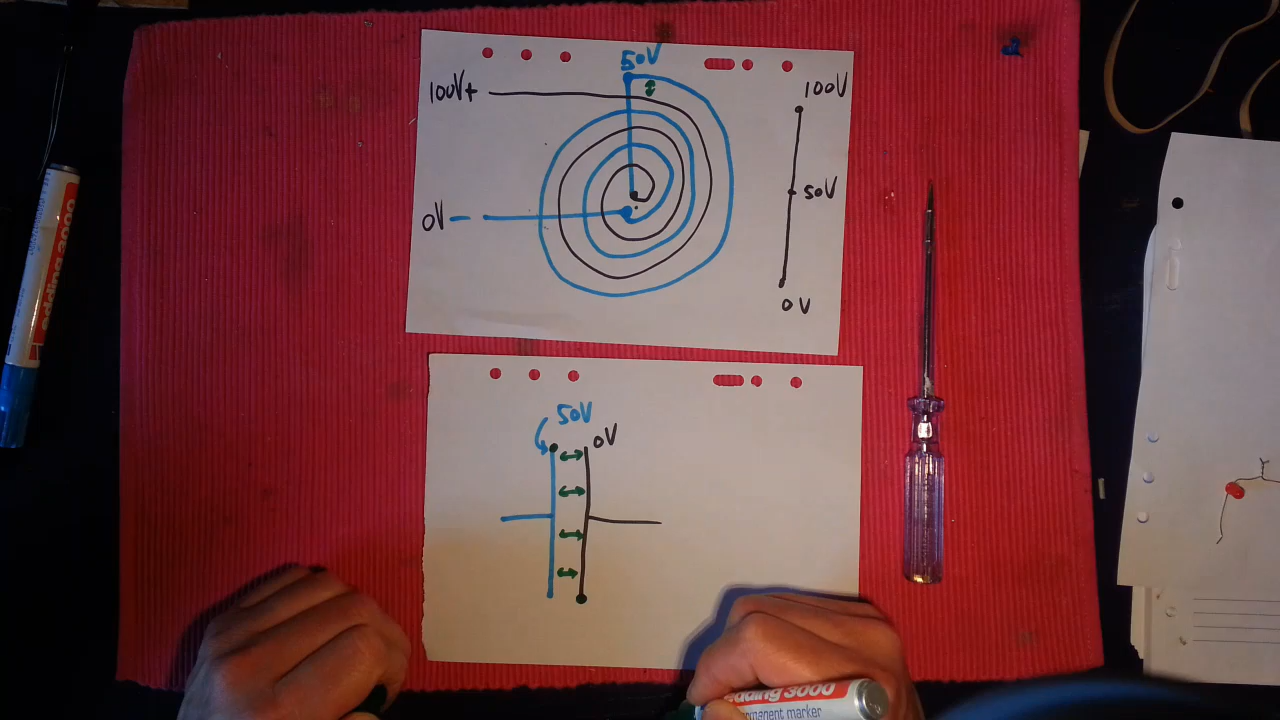 50V
100V+
100V
50V
0V-
0V
50V
0V
edding 3000
edding 3000
permanent marker